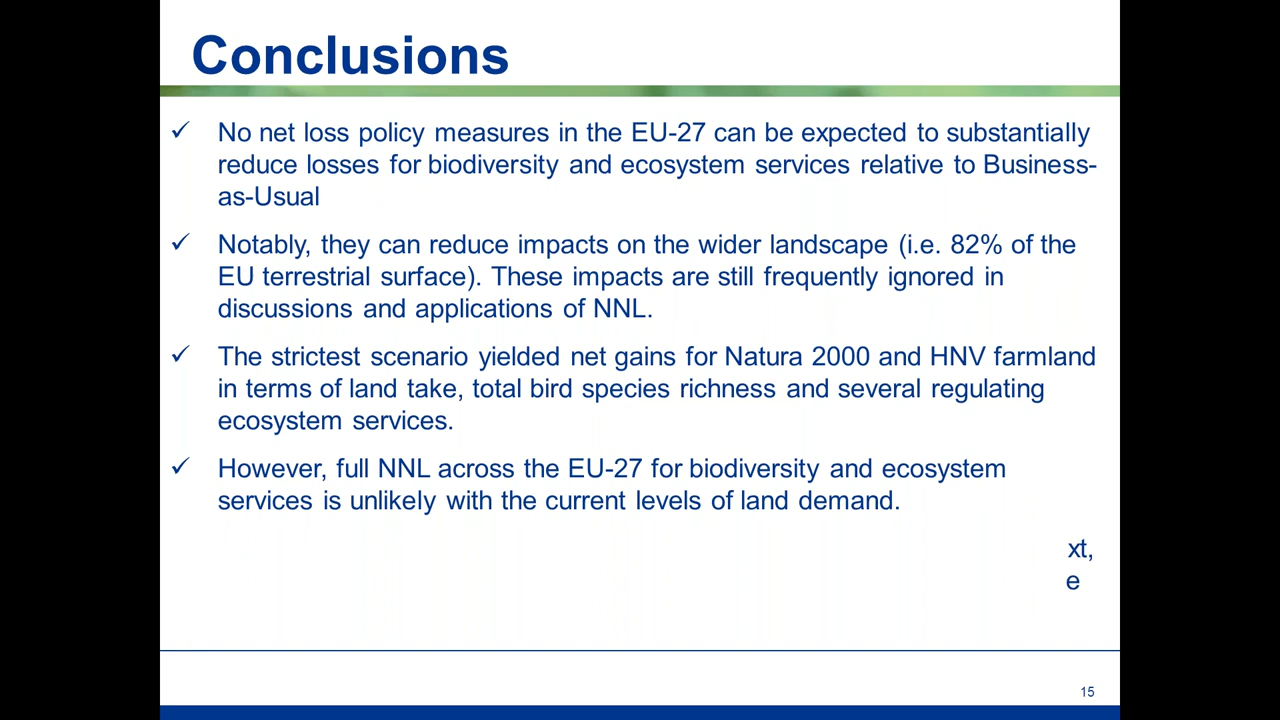 Conclusions
✓ No net loss policy measures in the EU-27 can be expected to substantially
reduce losses for biodiversity and ecosystem services relative to Business-
as-Usual
✓ Notably, they can reduce impacts on the wider landscape (i.e. 82% of the
EU terrestrial surface). These impacts are still frequently ignored in
discussions and applications of NNL.
✓ The strictest scenario yielded net gains for Natura 2000 and HNV farmland
in terms of land take, total bird species richness and several regulating
ecosystem services.
✓ However, full NNL across the EU-27 for biodiversity and ecosystem
services is unlikely with the current levels of land demand.
xt,
e
15